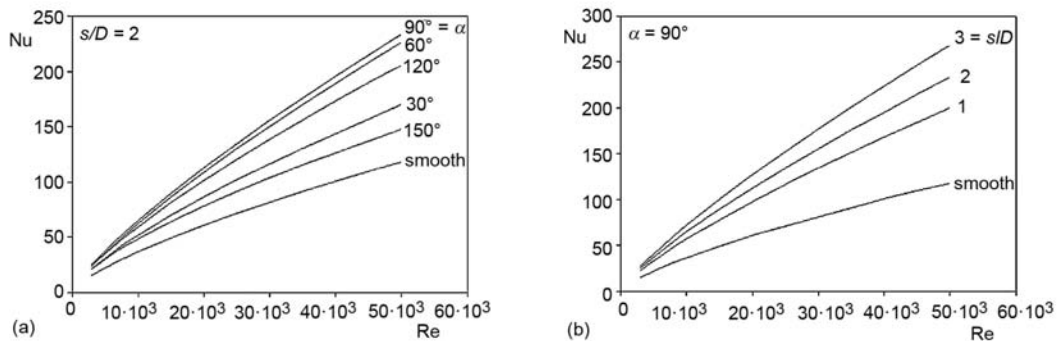 250
Nu
s/D = 2
90° = α
60°
200
120°
150
30°
150°
100
smooth
50
0
0
10·10³
20·10³
30·10³
40·10³
50·10³
60·10³
Re
(a)
300
Nu
α = 90°
3 = s/D
250
2
200
1
150
smooth
100
50
0
0
10·10³
20·10³
30·10³
40·10³
50·10³
60·10³
Re
(b)